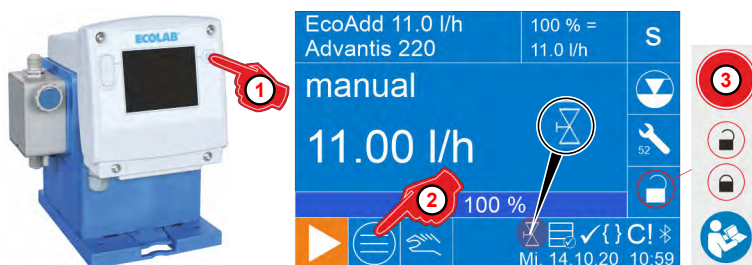 ECOLAB
1
EcoAdd 11.0 l/h
Advantis 220
100 % =
11.0 l/h
S
manual
11.00 l/h
52
2
100 %
C!
Mi. 14.10.20 10:59
3